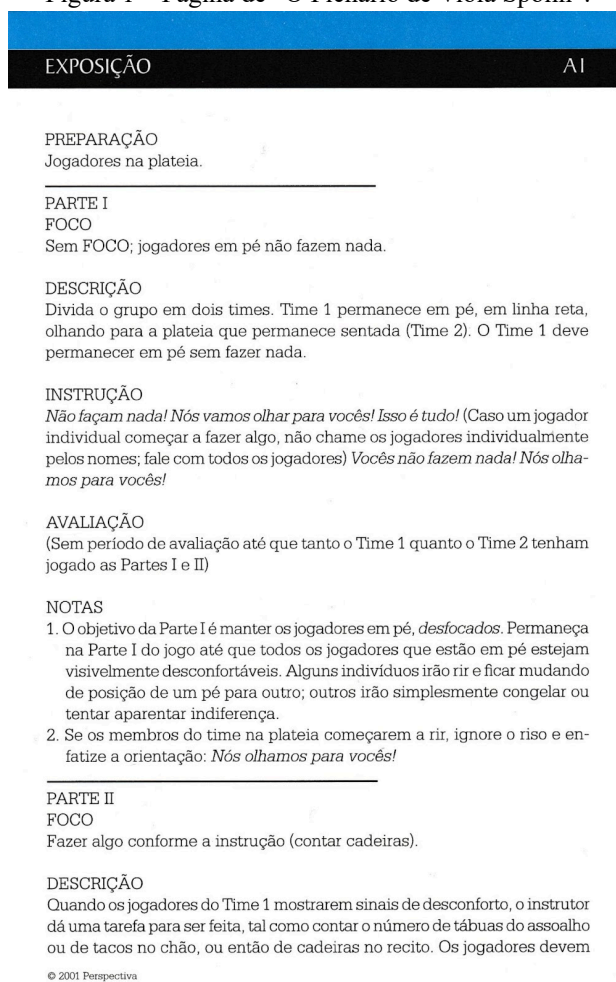 Figura 1 – Página de "O Fichário de Viola Spolin".
EXPOSIÇÃO A1
PREPARAÇÃO
Jogadores na plateia.
PARTE I
FOCO
Sem FOCO; jogadores em pé não fazem nada.
DESCRIÇÃO
Divida o grupo em dois times. Time 1 permanece em pé, em linha reta,
olhando para a plateia que permanece sentada (Time 2). O Time 1 deve
permanecer em pé sem fazer nada.
INSTRUÇÃO
Não façam nada! Nós vamos olhar para vocês! Isso é tudo! (Caso um jogador
individual começar a fazer algo, não chame os jogadores individualmente
pelos nomes; fale com todos os jogadores) Vocês não fazem nada! Nós olha-
mos para vocês!
AVALIAÇÃO
(Sem período de avaliação até que tanto o Time 1 quanto o Time 2 tenham
jogado as Partes I e II)
NOTAS
1. O objetivo da Parte I é manter os jogadores em pé, desfocados. Permaneça
na Parte I do jogo até que todos os jogadores que estão em pé estejam
visivelmente desconfortáveis. Alguns indivíduos irão rir e ficar mudando
de posição de um pé para outro; outros irão simplesmente congelar ou
tentar aparentar indiferença.
2. Se os membros do time na plateia começarem a rir, ignore o riso e en-
fatize a orientação: Nós olhamos para vocês!
PARTE II
FOCO
Fazer algo conforme a instrução (contar cadeiras).
DESCRIÇÃO
Quando os jogadores do Time 1 mostrarem sinais de desconforto, o instrutor
dá uma tarefa para ser feita, tal como contar o número de tábuas do assoalho
ou de tacos no chão, ou então de cadeiras no recito. Os jogadores devem
© 2001 Perspectiva